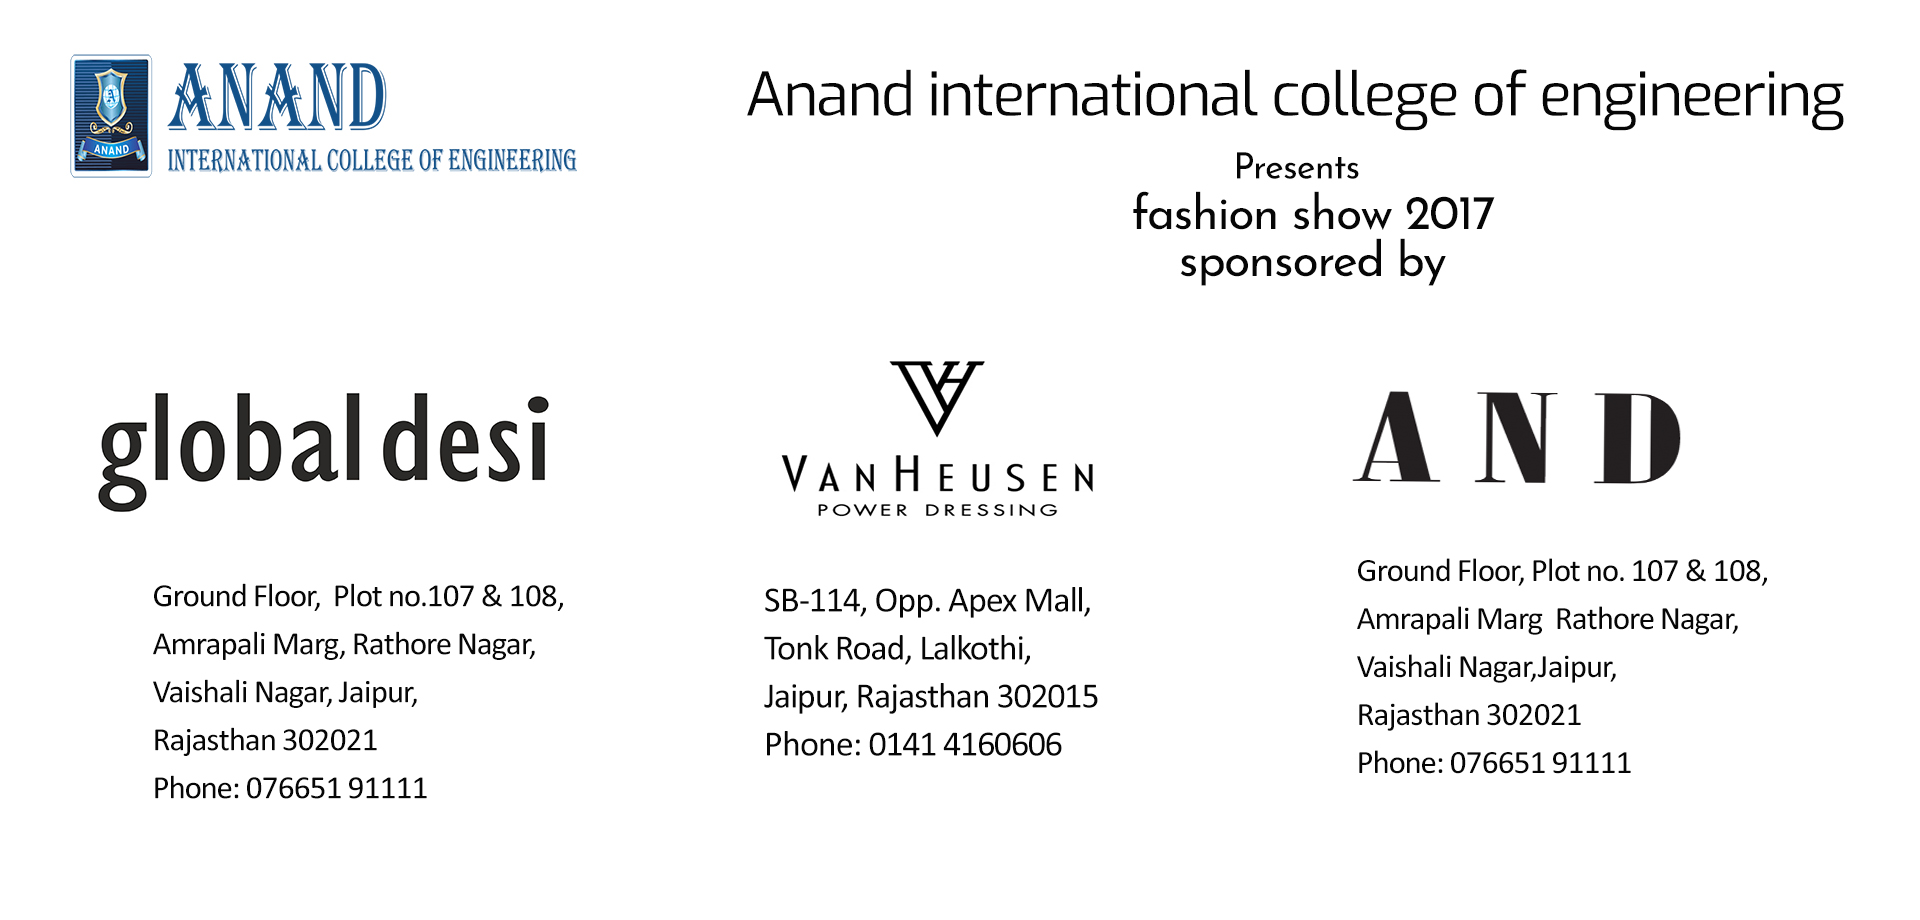 ANAND
ANAND
INTERNATIONAL COLLEGE OF ENGINEERING
Anand international college of engineering
Presents
fashion show 2017
sponsored by
global desi
Ground Floor,  Plot no.107 & 108,
Amrapali Marg, Rathore Nagar,
Vaishali Nagar, Jaipur,
Rajasthan 302021
Phone: 076651 91111
VH
VAN HEUSEN
POWER DRESSING
SB-114, Opp. Apex Mall,
Tonk Road, Lalkothi,
Jaipur, Rajasthan 302015
Phone: 0141 4160606
AND
Ground Floor, Plot no. 107 & 108,
Amrapali Marg  Rathore Nagar,
Vaishali Nagar,Jaipur,
Rajasthan 302021
Phone: 076651 91111